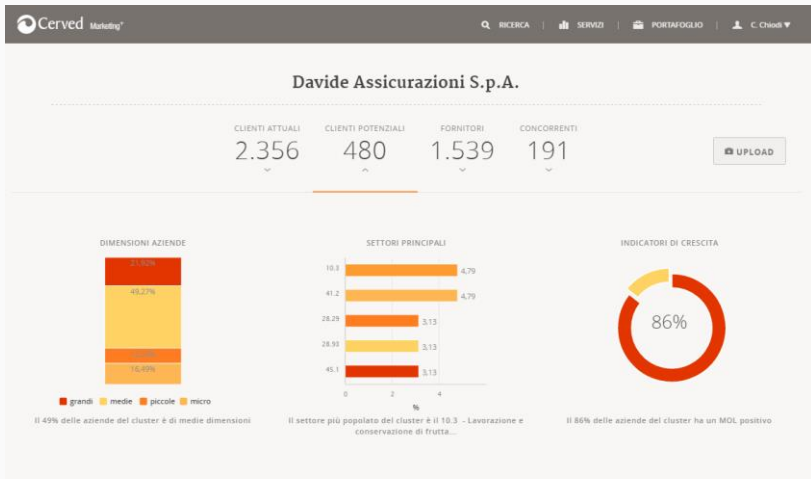 Cerved Marketing+
RICERCA | SERVIZI | PORTAFOGLIO | C. Chiodi ▼
Davide Assicurazioni S.p.A.
CLIENTI ATTUALI CLIENTI POTENZIALI FORNITORI CONCORRENTI
2.356 480 1.539 191
UPLOAD
DIMENSIONI AZIENDE
49,27%
16,49%
grandi medie piccole micro
Il 49% delle aziende del cluster è di medie dimensioni
SETTORI PRINCIPALI
10.3 4,79
41.2 4,79
28.29 3,13
28.93 3,13
45.1 3,13
0 2 4
%
Il settore più popolato del cluster è il 10.3 - Lavorazione e
conservazione di frutta...
INDICATORI DI CRESCITA
86%
Il 86% delle aziende del cluster ha un MOL positivo